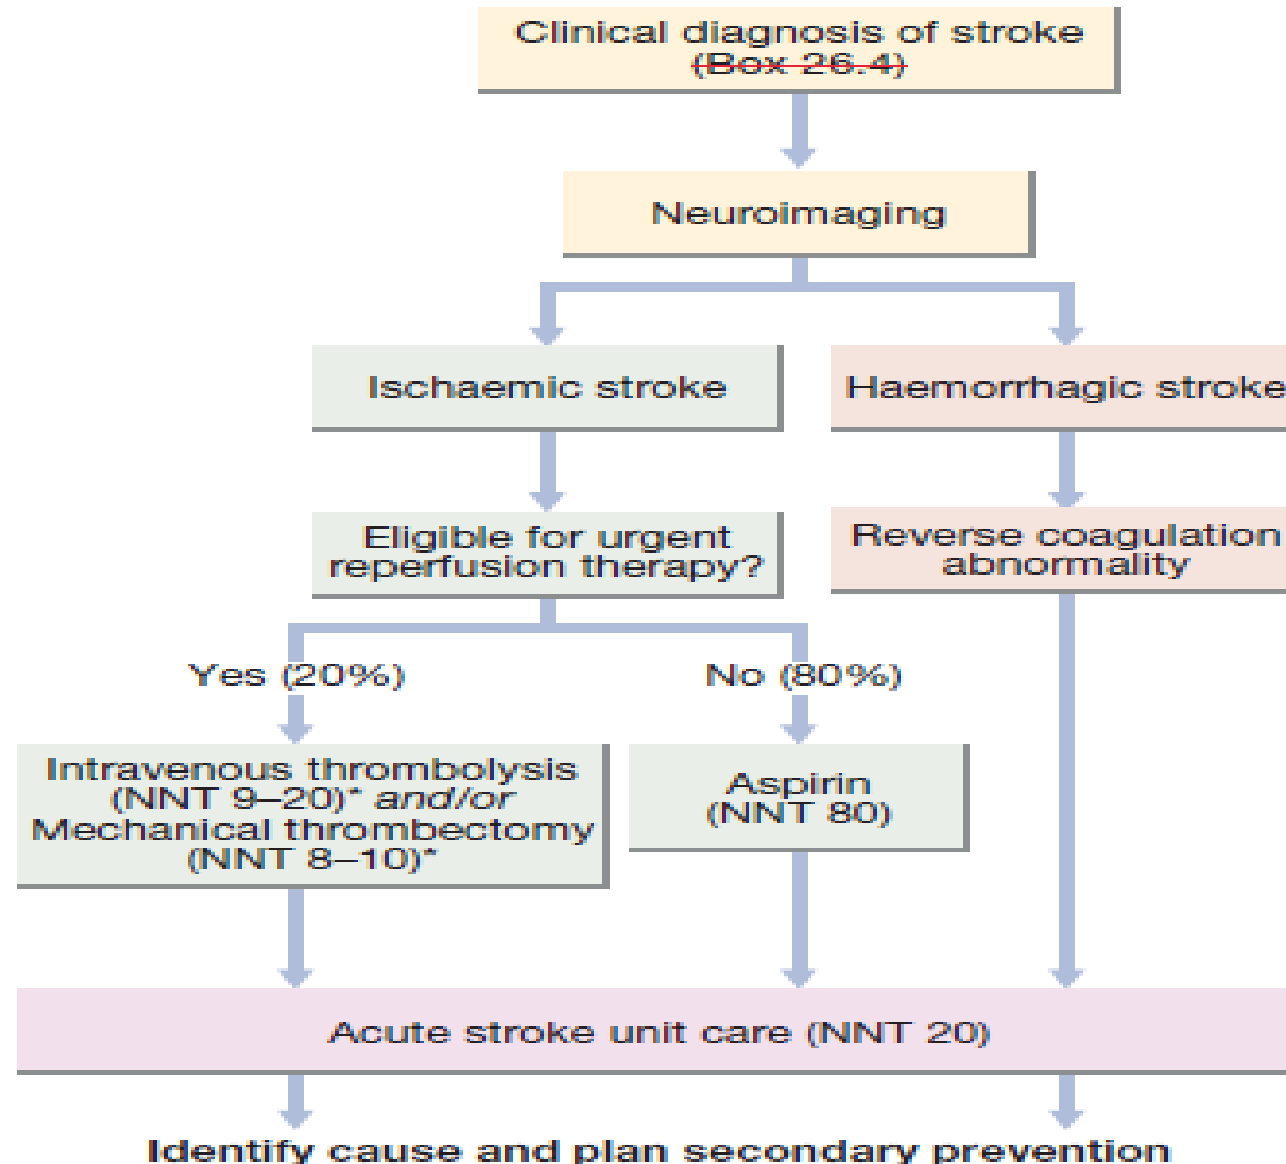 Clinical diagnosis of stroke
(Box 26.4)
Neuroimaging
Ischaemic stroke
Haemorrhagic stroke
Eligible for urgent
reperfusion therapy?
Reverse coagulation
abnormality
Yes (20%)
No (80%)
Intravenous thrombolysis
(NNT 9–20)* and/or
Mechanical thrombectomy
(NNT 8–10)*
Aspirin
(NNT 80)
Acute stroke unit care (NNT 20)
Identify cause and plan secondary prevention